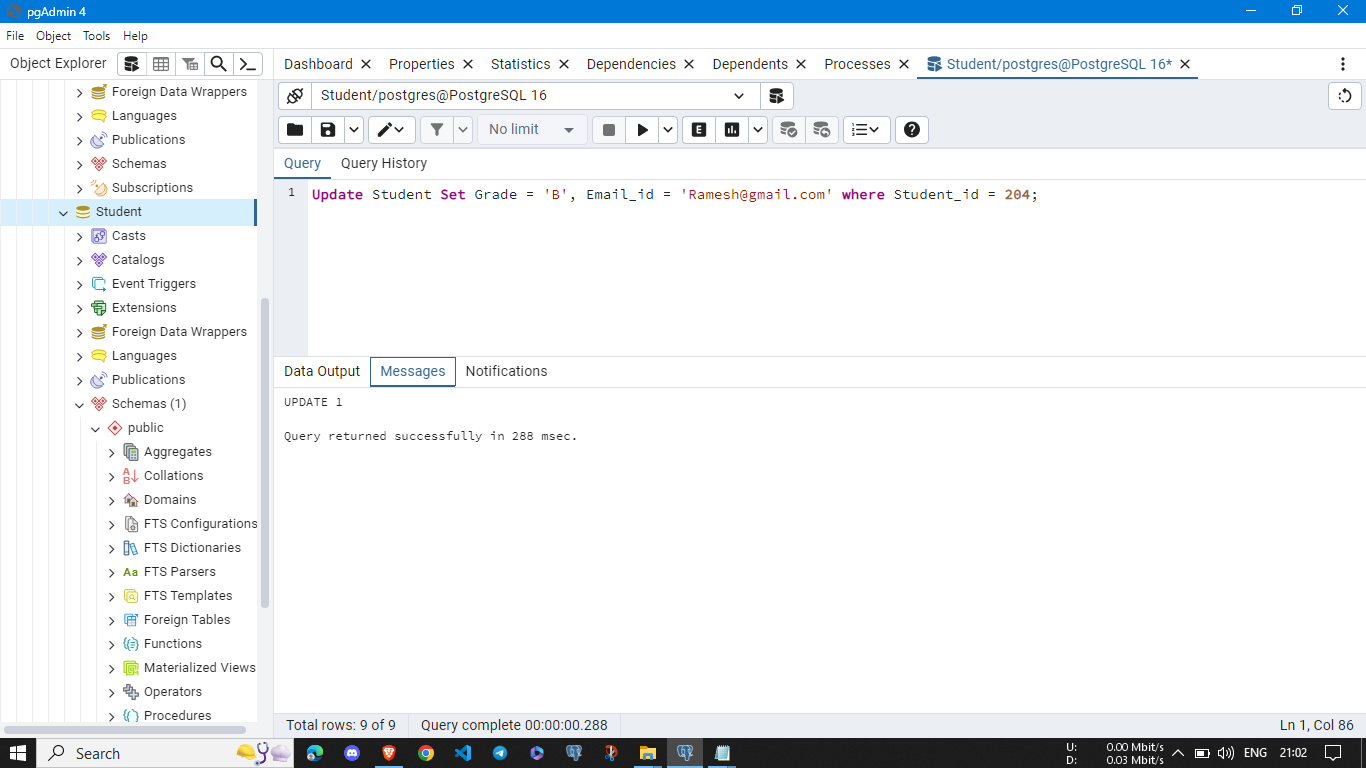 pgAdmin 4
File Object Tools Help
Object Explorer
Dashboard Properties Statistics Dependencies Dependents Processes Student/postgres@PostgreSQL 16*
Student/postgres@PostgreSQL 16
No limit
E
Query Query History
1 Update Student Set Grade = 'B', Email_id = 'Ramesh@gmail.com' where Student_id = 204;
Foreign Data Wrappers
Languages
Publications
Schemas
Subscriptions
Student
Casts
Catalogs
Event Triggers
Extensions
Foreign Data Wrappers
Languages
Publications
Schemas (1)
public
Aggregates
Collations
Domains
FTS Configurations
FTS Dictionaries
Aa FTS Parsers
FTS Templates
Foreign Tables
Functions
Materialized Views
Operators
Procedures
Data Output Messages Notifications
UPDATE 1
Query returned successfully in 288 msec.
Total rows: 9 of 9 Query complete 00:00:00.288 Ln 1, Col 86
Search
U: 0.00 Mbit/s
D: 0.03 Mbit/s
ENG 21:02